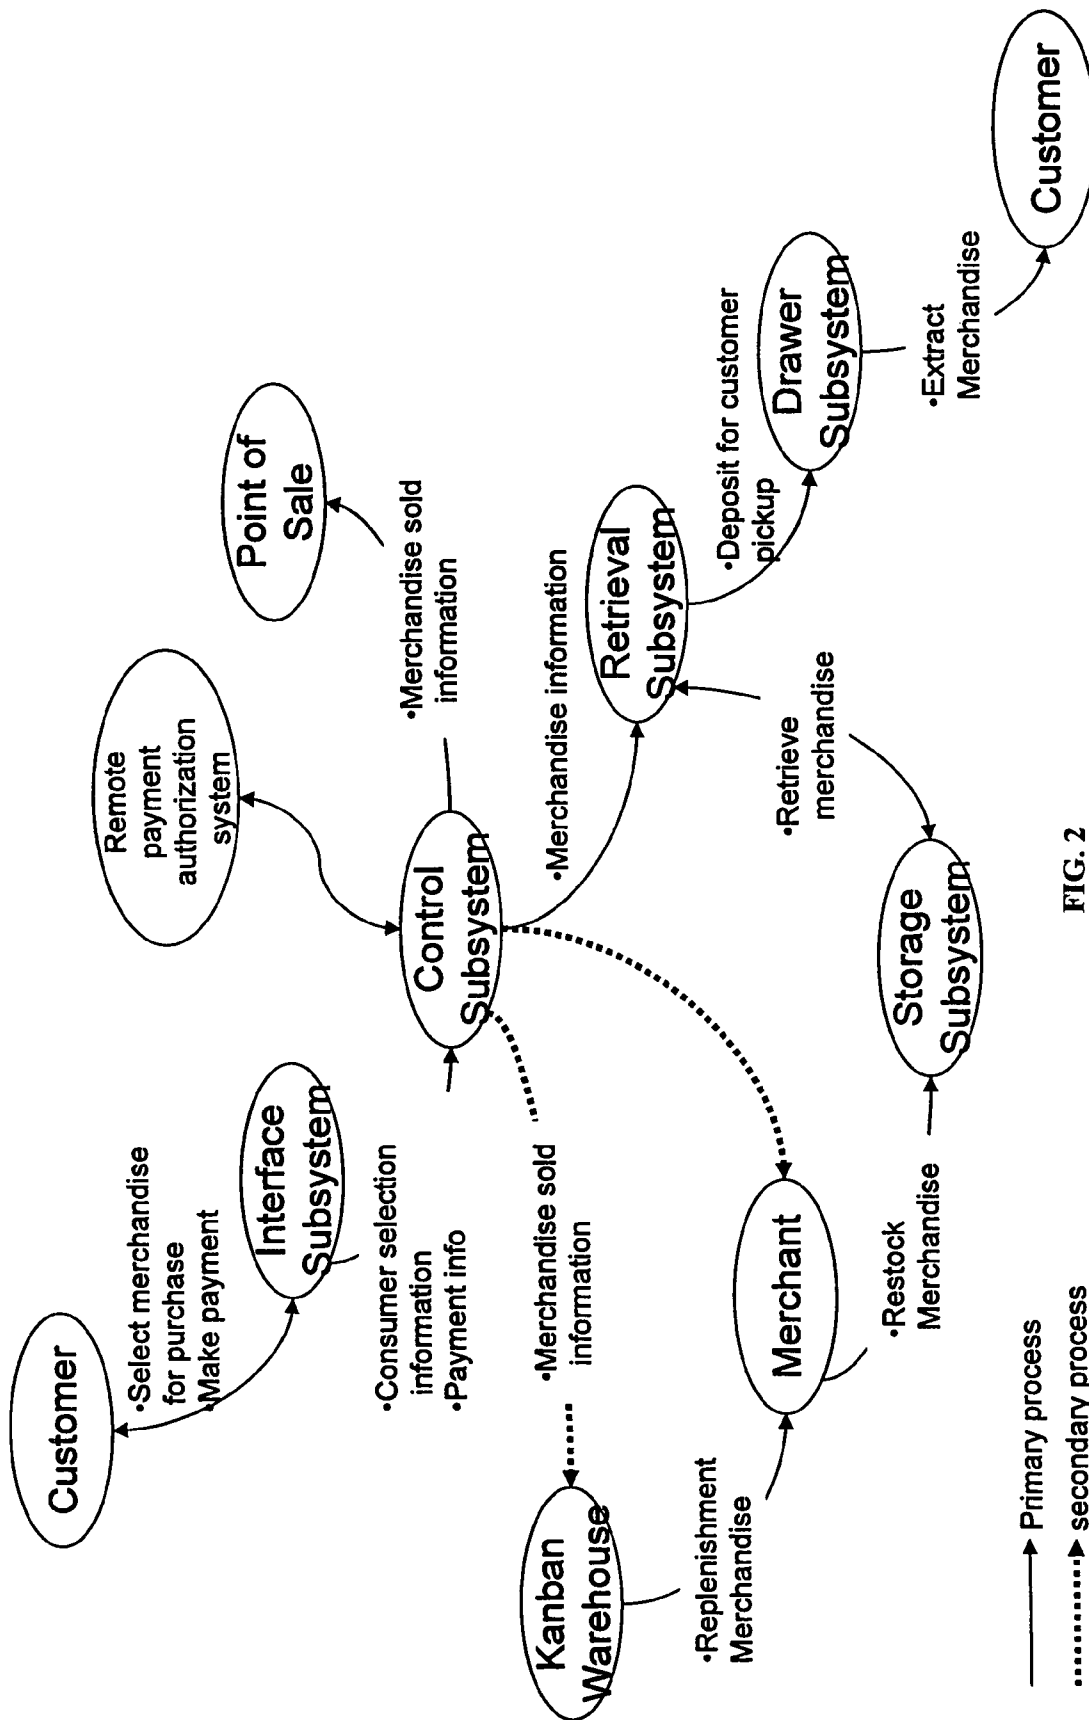 Customer
•Select merchandise
for purchase
•Make payment
Interface
Subsystem
•Consumer selection
information
•Payment info
Remote
payment
authorization
system
Control
Subsystem
Point of
Sale
•Merchandise sold
information
•Merchandise information
Retrieval
Subsystem
•Deposit for customer
pickup
Drawer
Subsystem
•Extract
Merchandise
Customer
•Retrieve
merchandise
Storage
Subsystem
•Merchandise sold
information
Kanban
Warehouse
•Replenishment
Merchandise
Merchant
•Restock
Merchandise
Primary process
secondary process
FIG. 2